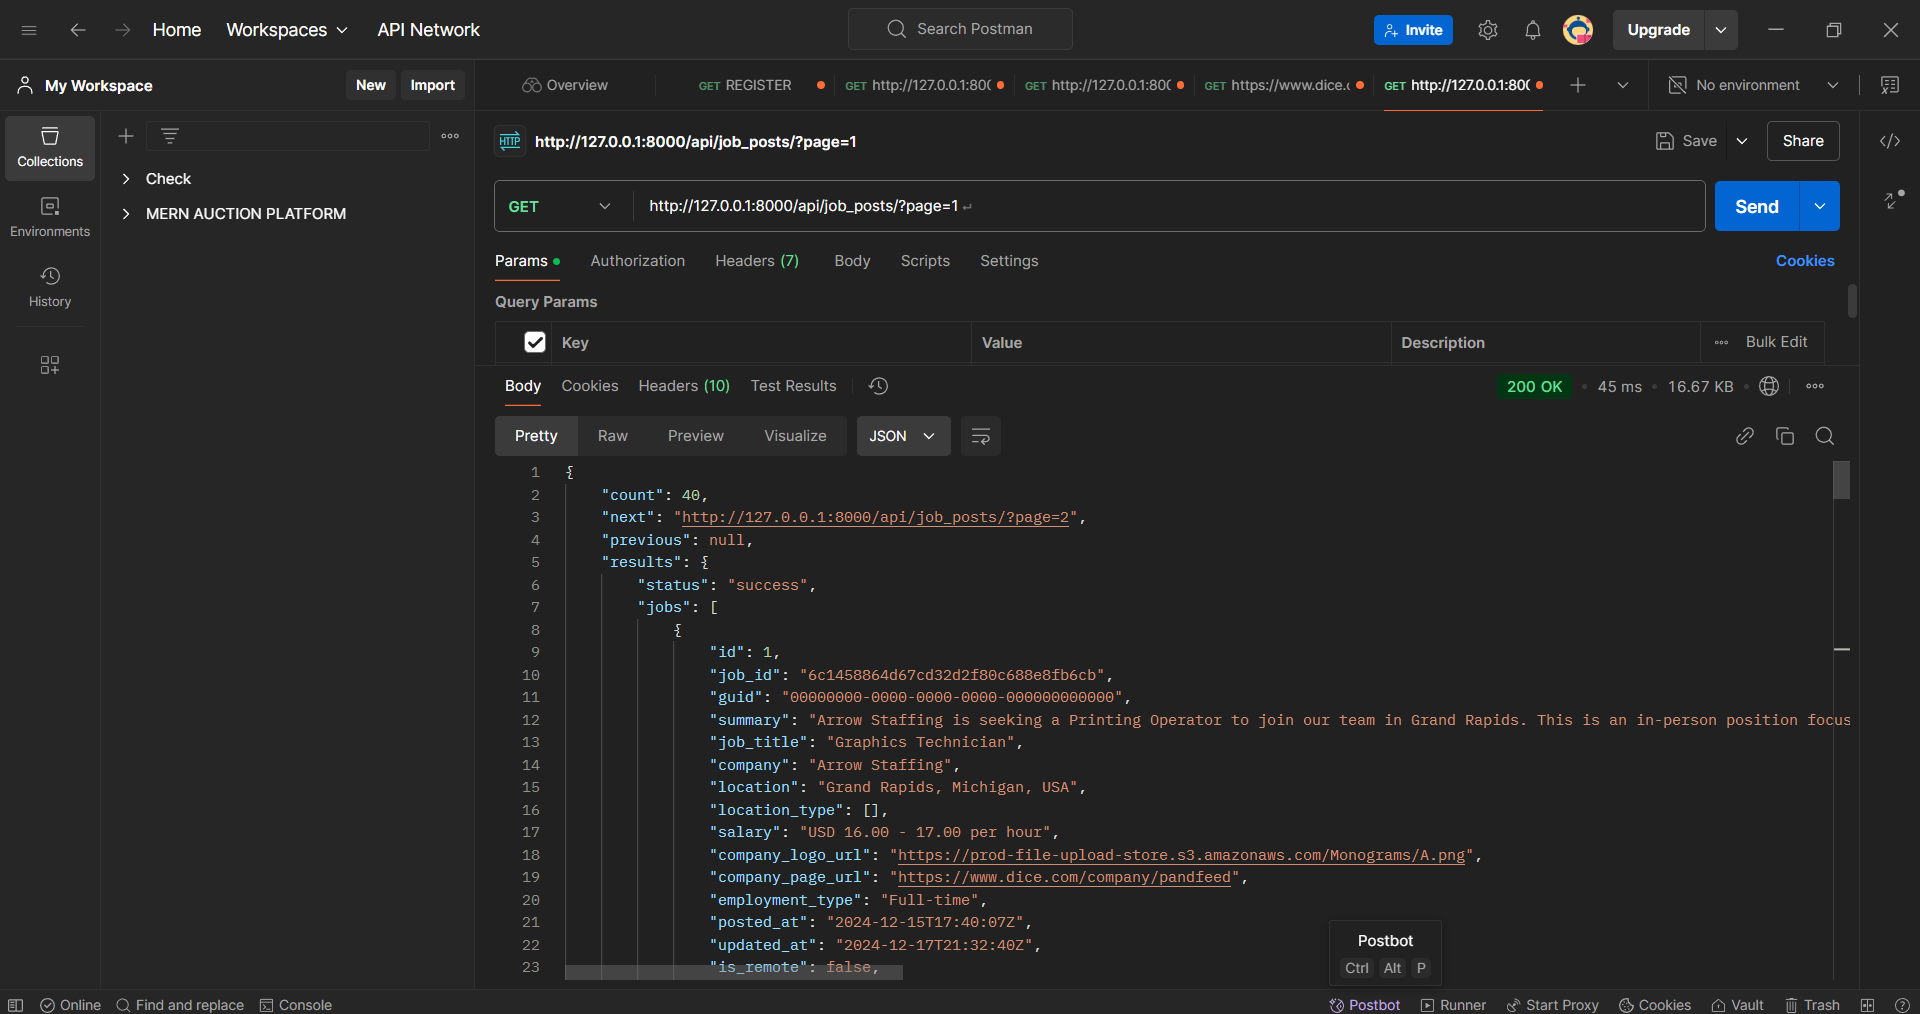 Home Workspaces API Network Search Postman Invite Upgrade
My Workspace New Import Overview GET REGISTER GET http://127.0.0.1:80( GET http://127.0.0.1:80( GET https://www.dice.( GET http://127.0.0.1:80( No environment
Collections
Environments
History
Check
MERN AUCTION PLATFORM
HTTP http://127.0.0.1:8000/api/job_posts/?page=1 Save Share
GET http://127.0.0.1:8000/api/job_posts/?page=1 Send
Params Authorization Headers (7) Body Scripts Settings Cookies
Query Params
Key Value Description Bulk Edit
Body Cookies Headers (10) Test Results 200 OK 45 ms 16.67 KB
Pretty Raw Preview Visualize JSON
1 {
2 "count": 40,
3 "next": "http://127.0.0.1:8000/api/job_posts/?page=2",
4 "previous": null,
5 "results": {
6 "status": "success",
7 "jobs": [
8 {
9 "id": 1,
10 "job_id": "6c1458864d67cd32d2f80c688e8fb6cb",
11 "guid": "00000000-0000-0000-0000-000000000000",
12 "summary": "Arrow Staffing is seeking a Printing Operator to join our team in Grand Rapids. This is an in-person position focus
13 "job_title": "Graphics Technician",
14 "company": "Arrow Staffing",
15 "location": "Grand Rapids, Michigan, USA",
16 "location_type": [],
17 "salary": "USD 16.00 - 17.00 per hour",
18 "company_logo_url": "https://prod-file-upload-store.s3.amazonaws.com/Monograms/A.png",
19 "company_page_url": "https://www.dice.com/company/pandfeed",
20 "employment_type": "Full-time",
21 "posted_at": "2024-12-15T17:40:07Z",
22 "updated_at": "2024-12-17T21:32:40Z",
23 "is_remote": false,
Postbot
Ctrl Alt P
Online Find and replace Console Postbot Runner Start Proxy Cookies Vault Trash